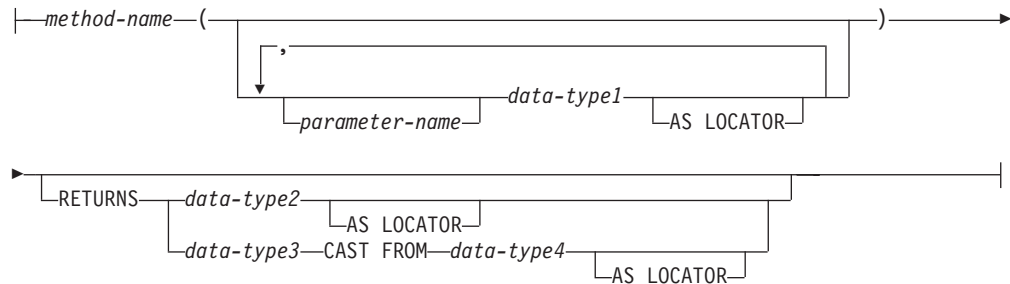 method-name ( )
,
data-type1
parameter-name AS LOCATOR
RETURNS data-type2
AS LOCATOR
data-type3 CAST FROM data-type4
AS LOCATOR